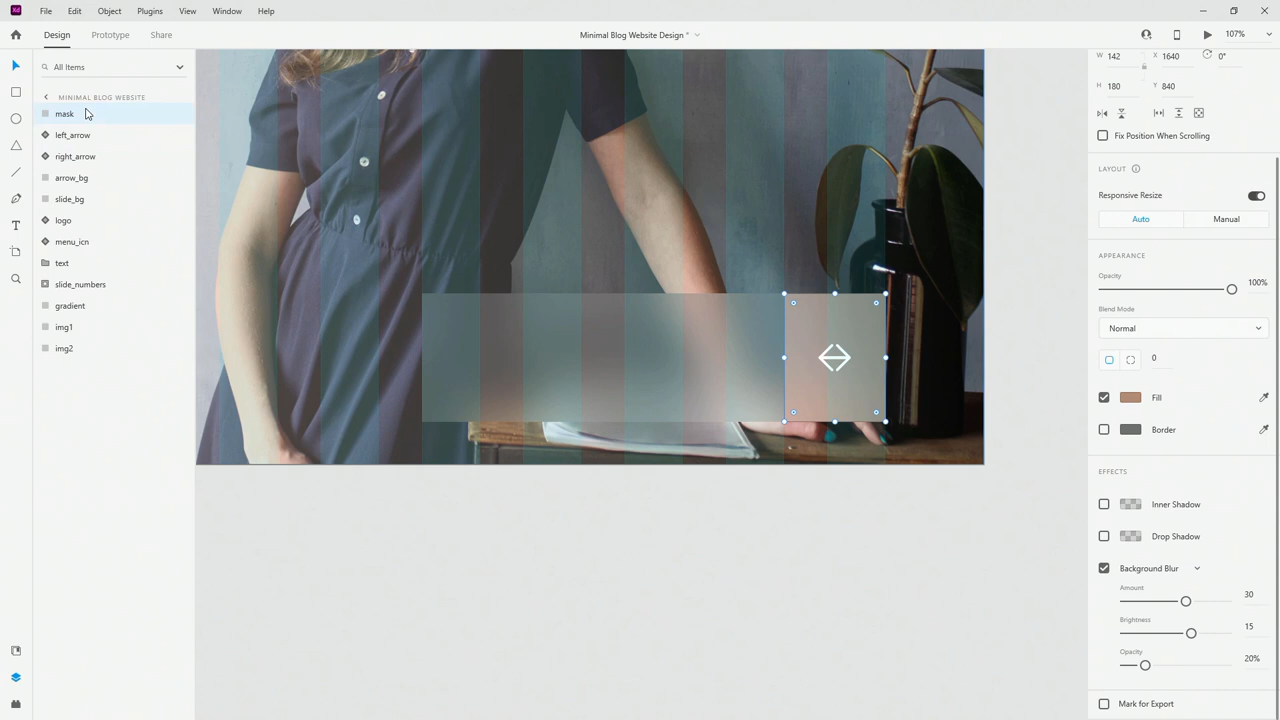 Xd File Edit Object Plugins View Window Help
Design Prototype Share Minimal Blog Website Design * 107%
All Items
MINIMAL BLOG WEBSITE
mask
left_arrow
right_arrow
arrow_bg
slide_bg
logo
menu_icn
text
slide_numbers
gradient
img1
img2
W 142 X 1640 0°
H 180 Y 840
Fix Position When Scrolling
LAYOUT
Responsive Resize
Auto Manual
APPEARANCE
Opacity
100%
Blend Mode
Normal
0
Fill
Border
EFFECTS
Inner Shadow
Drop Shadow
Background Blur
Amount
30
Brightness
15
Opacity
20%
Mark for Export